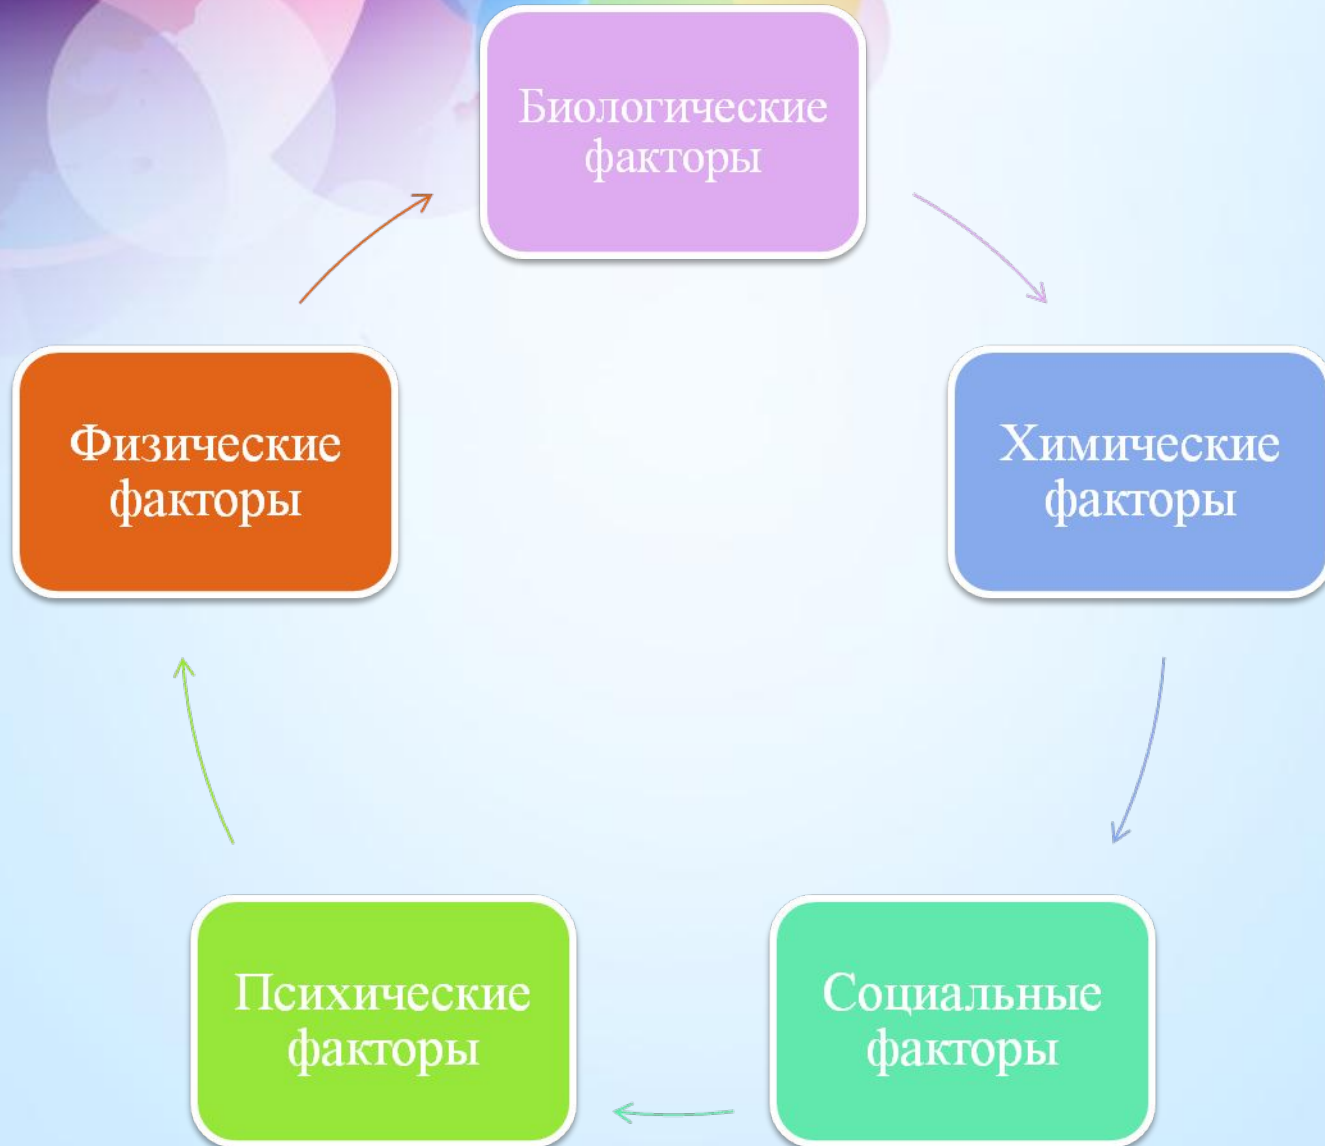 Биологические
факторы
Физические
факторы
Химические
факторы
Психические
факторы
Социальные
факторы